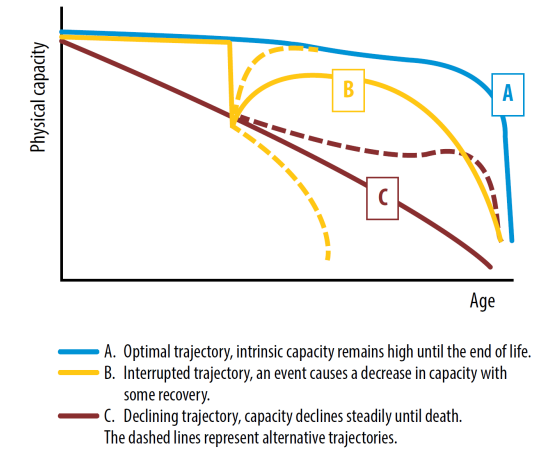 Physical capacity
A
B
C
Age
A. Optimal trajectory, intrinsic capacity remains high until the end of life.
B. Interrupted trajectory, an event causes a decrease in capacity with
some recovery.
C. Declining trajectory, capacity declines steadily until death.
The dashed lines represent alternative trajectories.